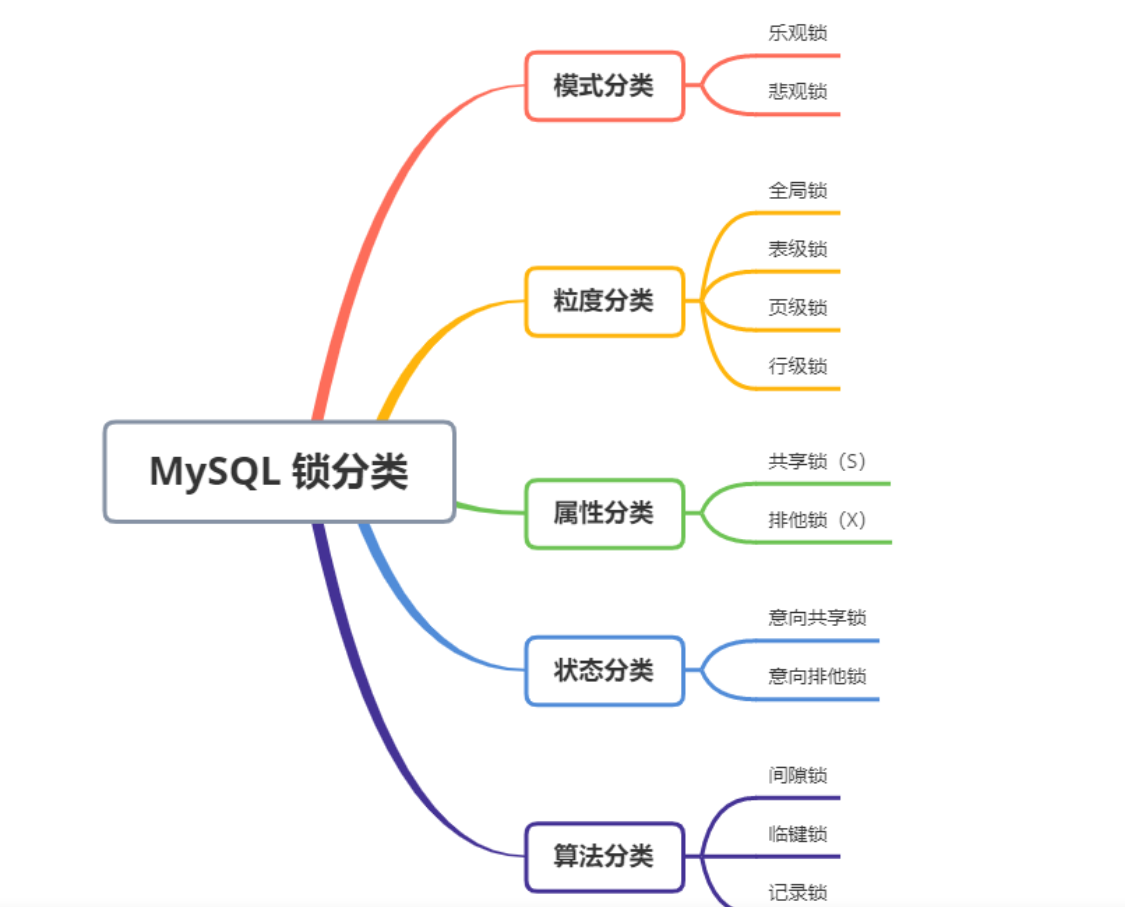 MySQL 锁分类
模式分类
乐观锁
悲观锁
粒度分类
全局锁
表级锁
页级锁
行级锁
属性分类
共享锁（S）
排他锁（X）
状态分类
意向共享锁
意向排他锁
算法分类
间隙锁
临键锁
记录锁